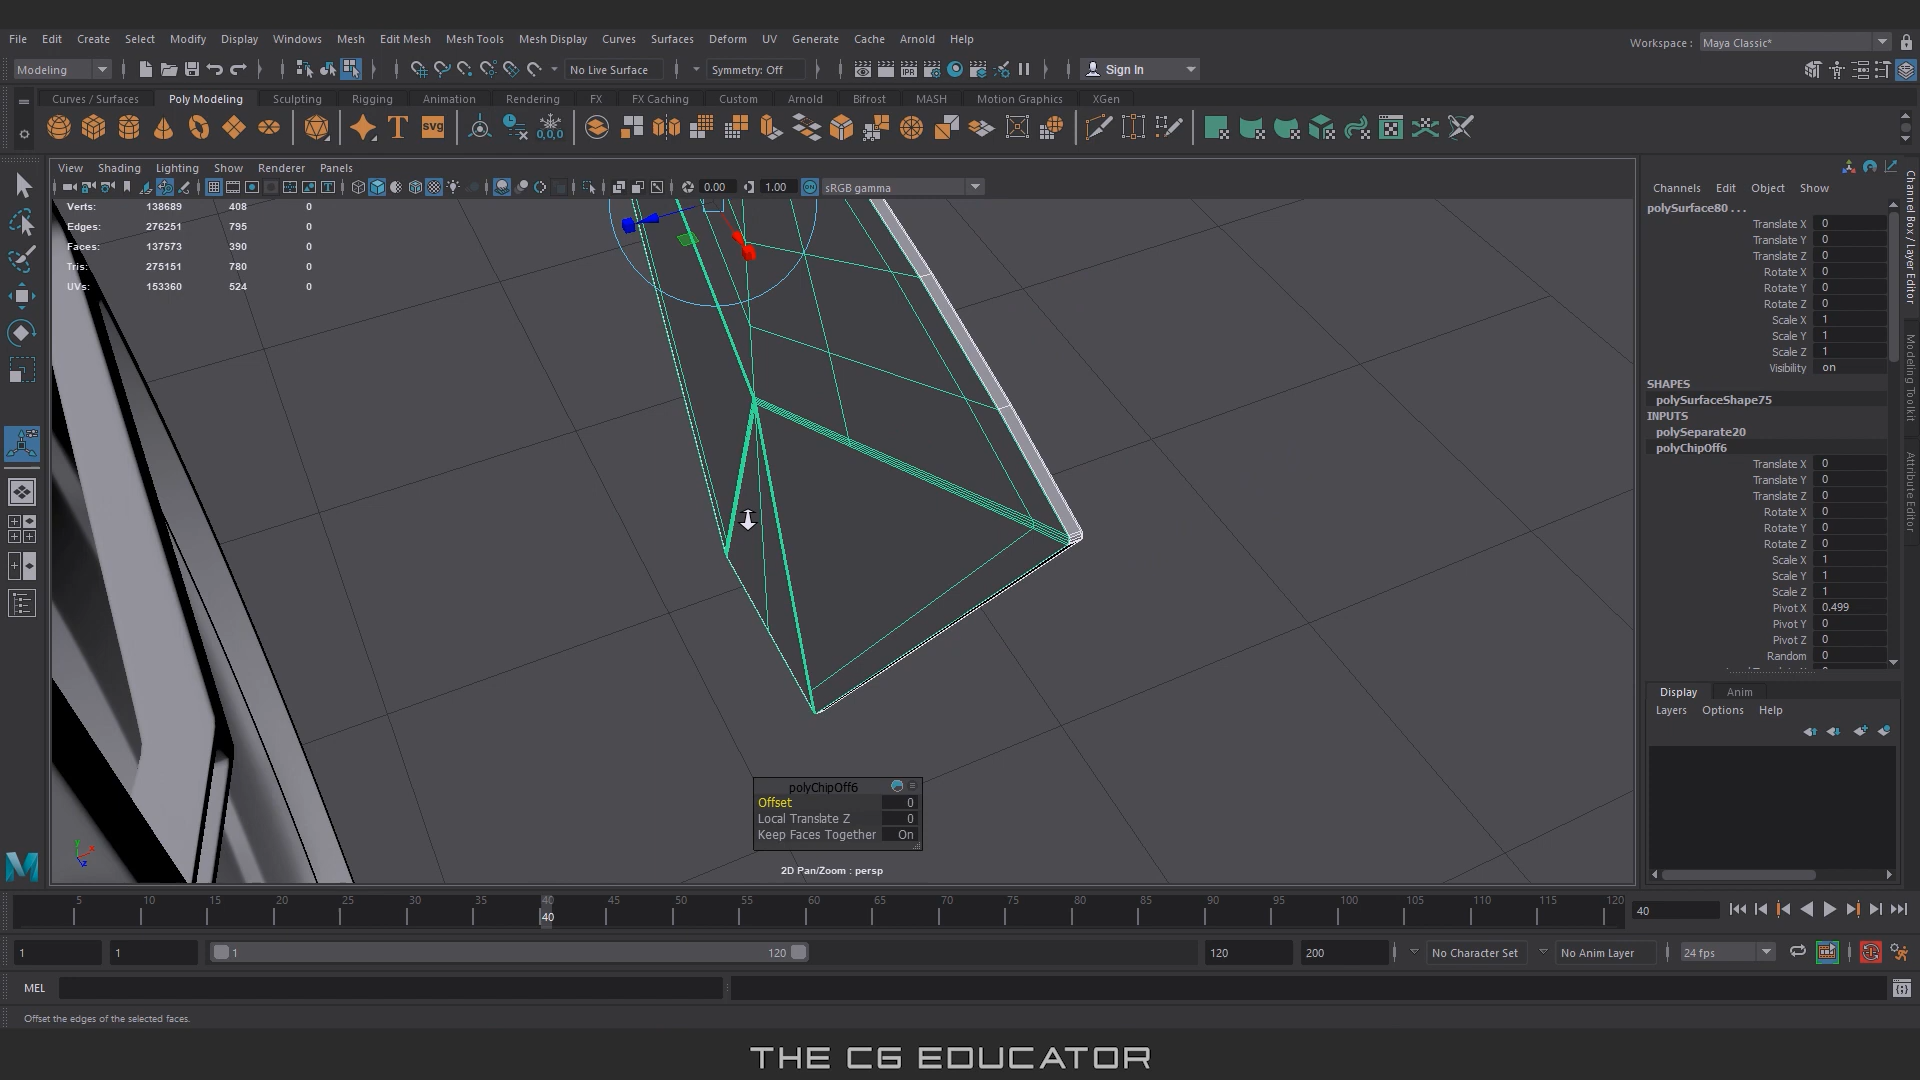 File Edit Create Select Modify Display Windows Mesh Edit Mesh Mesh Tools Mesh Display Curves Surfaces Deform UV Generate Cache Arnold Help
Workspace : Maya Classic*
Modeling No Live Surface Symmetry: Off Sign In
Curves / Surfaces Poly Modeling Sculpting Rigging Animation Rendering FX FX Caching Custom Arnold Bifrost MASH Motion Graphics XGen
View Shading Lighting Show Renderer Panels
0.00 1.00 sRGB gamma
Verts: 138689 408 0
Edges: 276251 795 0
Faces: 137573 390 0
Tris: 275151 780 0
UVs: 153360 524 0
polyChipOff6
Offset 0
Local Translate Z 0
Keep Faces Together On
2D Pan/Zoom : persp
Channels Edit Object Show
polySurface80 ...
Translate X 0
Translate Y 0
Translate Z 0
Rotate X 0
Rotate Y 0
Rotate Z 0
Scale X 1
Scale Y 1
Scale Z 1
Visibility on
SHAPES
polySurfaceShape75
INPUTS
polySeparate20
polyChipOff6
Translate X 0
Translate Y 0
Translate Z 0
Rotate X 0
Rotate Y 0
Rotate Z 0
Scale X 1
Scale Y 1
Scale Z 1
Pivot X 0.499
Pivot Y 0
Pivot Z 0
Random 0
Display Anim
Layers Options Help
Channel Box / Layer Editor
Modeling Toolkit
Attribute Editor
5 10 15 20 25 30 35 40 45 50 55 60 65 70 75 80 85 90 95 100 105 110 115 120
40
40
1 1 1 120 120 200 No Character Set No Anim Layer 24 fps
MEL
Offset the edges of the selected faces.
THE CG EDUCATOR